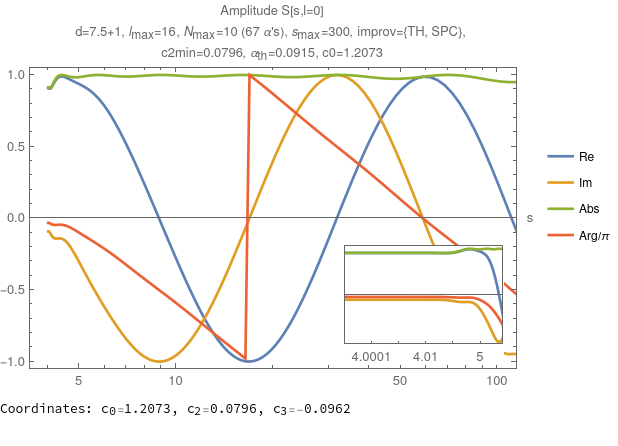 Amplitude S[s,l=0]
d=7.5+1, lmax=16, Nmax=10 (67 α's), smax=300, improv={TH, SPC},
c2min=0.0796, αth=0.0915, c0=1.2073
1.0
0.5
0.0
-0.5
-1.0
5
10
50
100
s
Re
Im
Abs
Arg/π
4.0001
4.01
5
Coordinates: c0=1.2073, c2=0.0796, c3=-0.0962